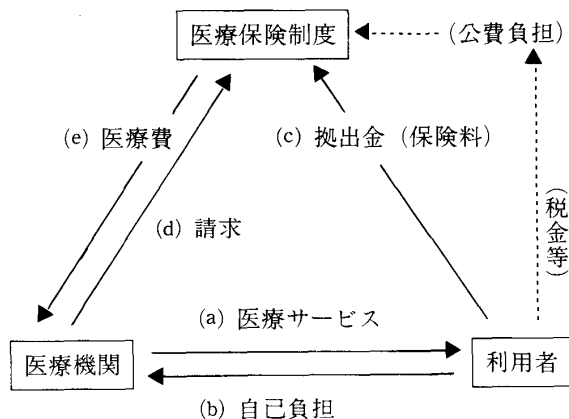 医療保険制度
(公費負担)
(e) 医療費
(c) 拠出金(保険料)
(d) 請求
(税金等)
(a) 医療サービス
医療機関
利用者
(b) 自己負担